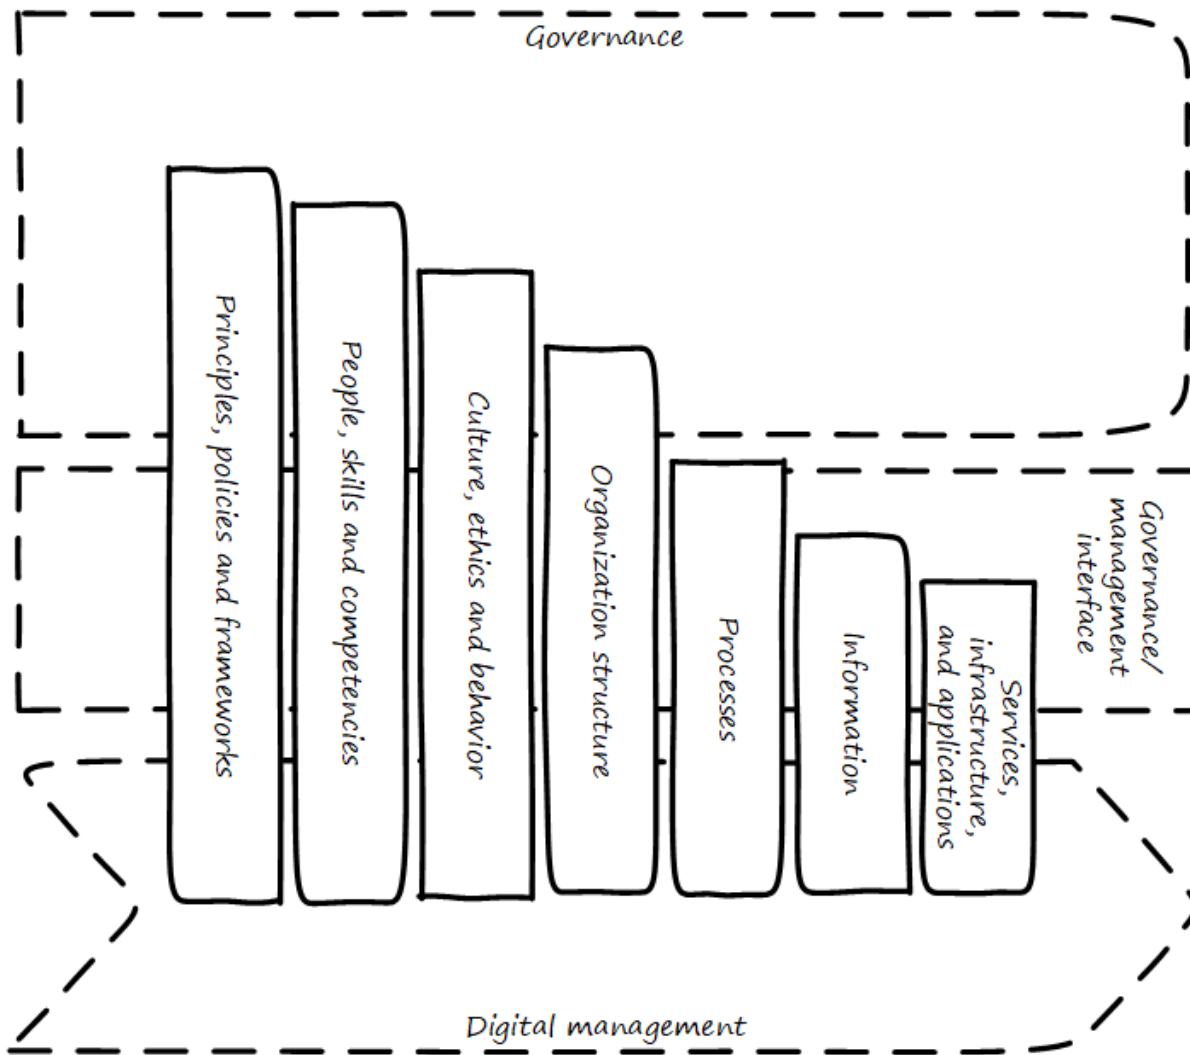 Governance
Principles, policies and frameworks
People, skills and competencies
Culture, ethics and behavior
Organization structure
Processes
Information
Services,
infrastructure,
and applications
Governance/
management
interface
Digital management